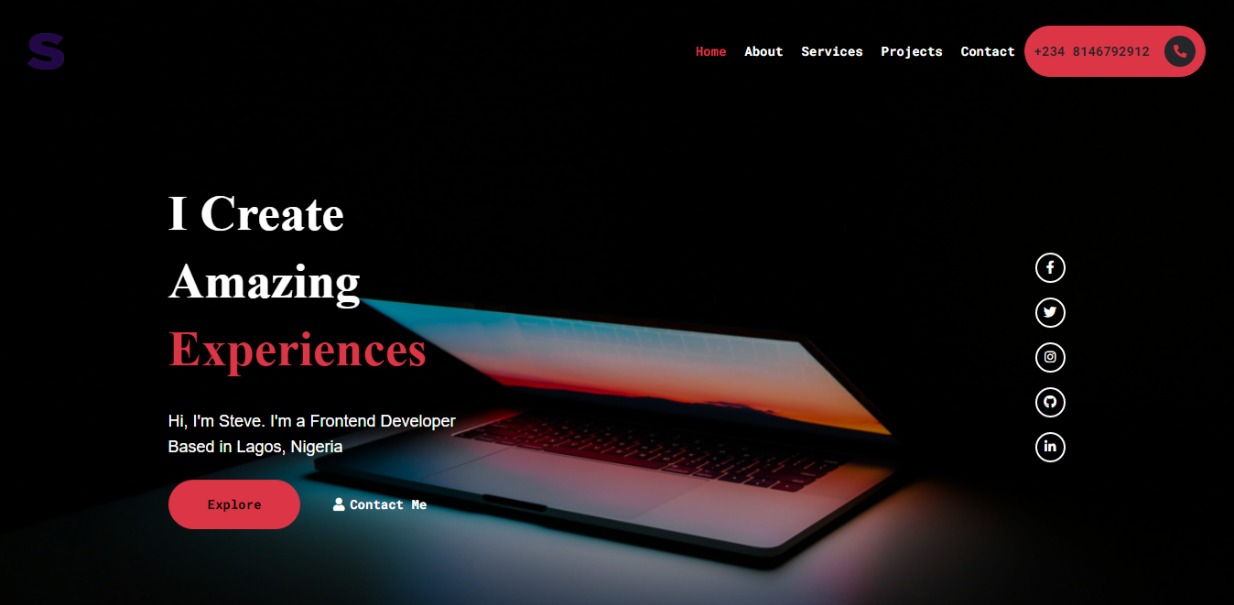 S
Home About Services Projects Contact +234 8146792912
I Create
Amazing
Experiences
Hi, I'm Steve. I'm a Frontend Developer
Based in Lagos, Nigeria
Explore Contact Me